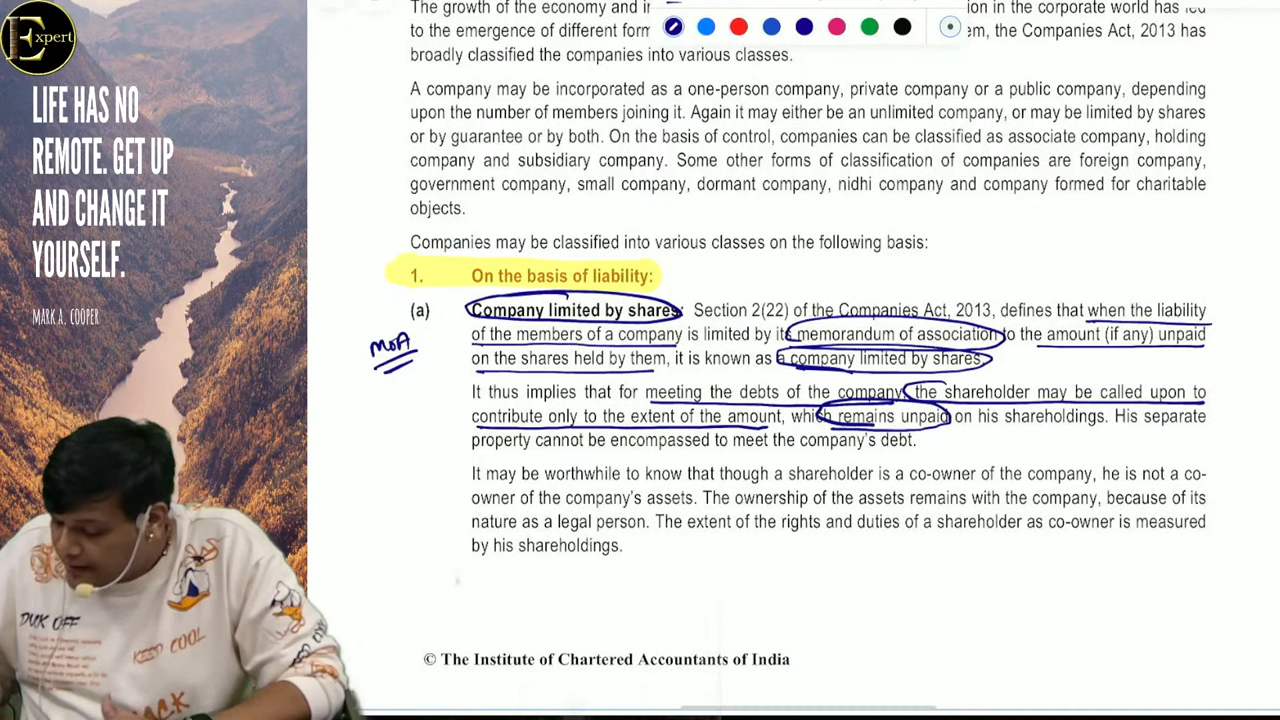 Expert
LIFE HAS NO
REMOTE. GET UP
AND CHANGE IT
YOURSELF.
MARK A. COOPER
The growth of the economy and in
ion in the corporate world has led
to the emergence of different form
em, the Companies Act, 2013 has
broadly classified the companies into various classes.
A company may be incorporated as a one-person company, private company or a public company, depending
upon the number of members joining it. Again it may either be an unlimited company, or may be limited by shares
or by guarantee or by both. On the basis of control, companies can be classified as associate company, holding
company and subsidiary company. Some other forms of classification of companies are foreign company,
government company, small company, dormant company, nidhi company and company formed for charitable
objects.
Companies may be classified into various classes on the following basis:
1. On the basis of liability:
(a) Company limited by shares: Section 2(22) of the Companies Act, 2013, defines that when the liability
of the members of a company is limited by its memorandum of association to the amount (if any) unpaid
MOA
on the shares held by them, it is known as a company limited by shares.
It thus implies that for meeting the debts of the company, the shareholder may be called upon to
contribute only to the extent of the amount, which remains unpaid on his shareholdings. His separate
property cannot be encompassed to meet the company's debt.
It may be worthwhile to know that though a shareholder is a co-owner of the company, he is not a co-
owner of the company's assets. The ownership of the assets remains with the company, because of its
nature as a legal person. The extent of the rights and duties of a shareholder as co-owner is measured
by his shareholdings.
© The Institute of Chartered Accountants of India
DUK OFF
KEEP COOL